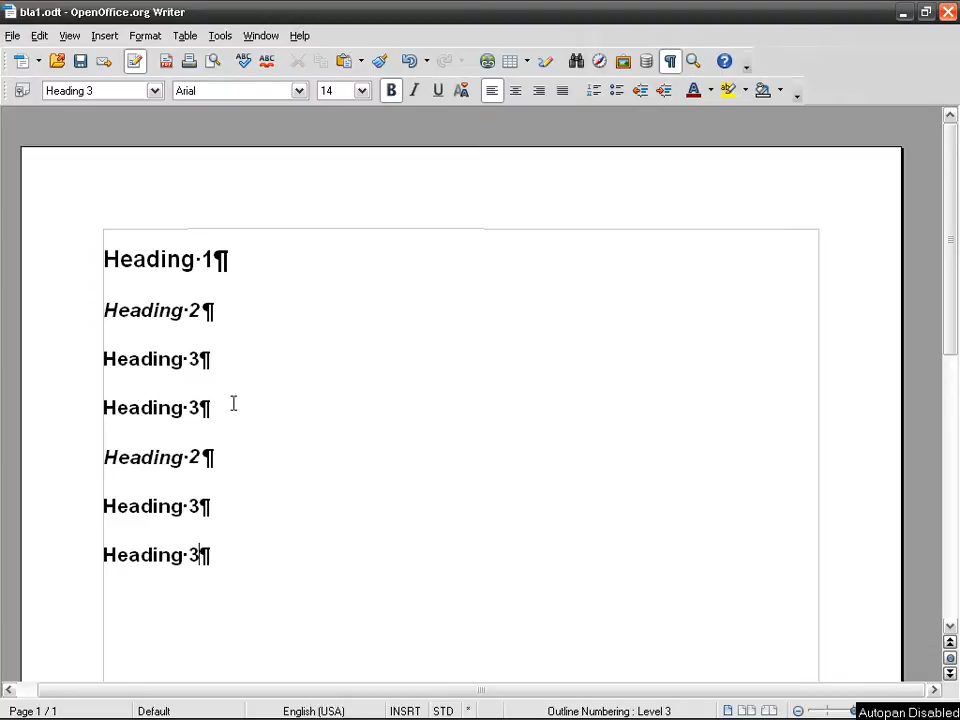 bla1.odt - OpenOffice.org Writer
File Edit View Insert Format Table Tools Window Help
Heading 3 Arial 14 B I U
Heading·1¶
Heading·2¶
Heading·3¶
Heading·3¶
Heading·2¶
Heading·3¶
Heading·3¶
Page 1 / 1 Default English (USA) INSRT STD * Outline Numbering : Level 3
Autopan Disabled